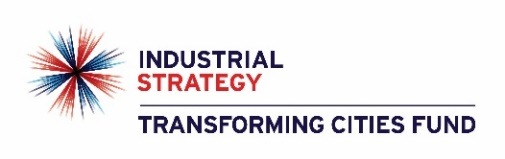 INDUSTRIAL
STRATEGY
TRANSFORMING CITIES FUND